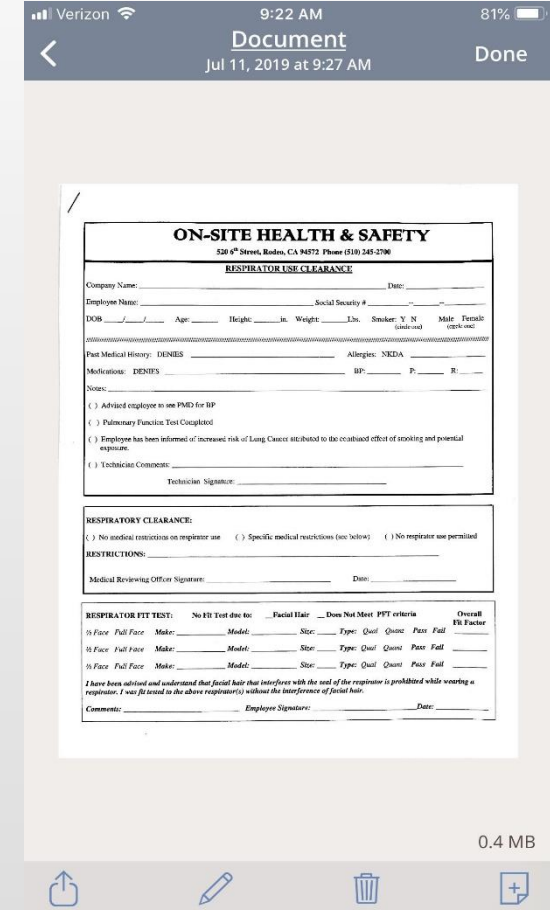 Verizon 9:22 AM 81%
Document
Jul 11, 2019 at 9:27 AM
Done
ON-SITE HEALTH & SAFETY
520 6th Street, Rodeo, CA 94572 Phone (510) 245-2700
RESPIRATOR USE CLEARANCE
Company Name: Date:
Employee Name: Social Security # - -
DOB / / Age: Height: in. Weight: Lbs. Smoker: Y N Male Female
(circle one) (circle one)
Past Medical History: DENIES Allergies: NKDA
Medications: DENIES BP: P: R:
Notes:
( ) Advised employee to see PMD for BP
( ) Pulmonary Function Test Completed
( ) Employee has been informed of increased risk of Lung Cancer attributed to the combined effect of smoking and potential
exposure.
( ) Technician Comments:
Technician Signature:
RESPIRATORY CLEARANCE:
( ) No medical restrictions on respirator use ( ) Specific medical restrictions (see below) ( ) No respirator use permitted
RESTRICTIONS:
Medical Reviewing Officer Signature: Date:
RESPIRATOR FIT TEST: No Fit Test due to: Facial Hair Does Not Meet PFT criteria Overall
Fit Factor
½ Face Full Face Make: Model: Size: Type: Qual Quant Pass Fail
½ Face Full Face Make: Model: Size: Type: Qual Quant Pass Fail
½ Face Full Face Make: Model: Size: Type: Qual Quant Pass Fail
I have been advised and understand that facial hair that interferes with the seal of the respirator is prohibited while wearing a
respirator. I was fit tested to the above respirator(s) without the interference of facial hair.
Comments: Employee Signature: Date:
0.4 MB